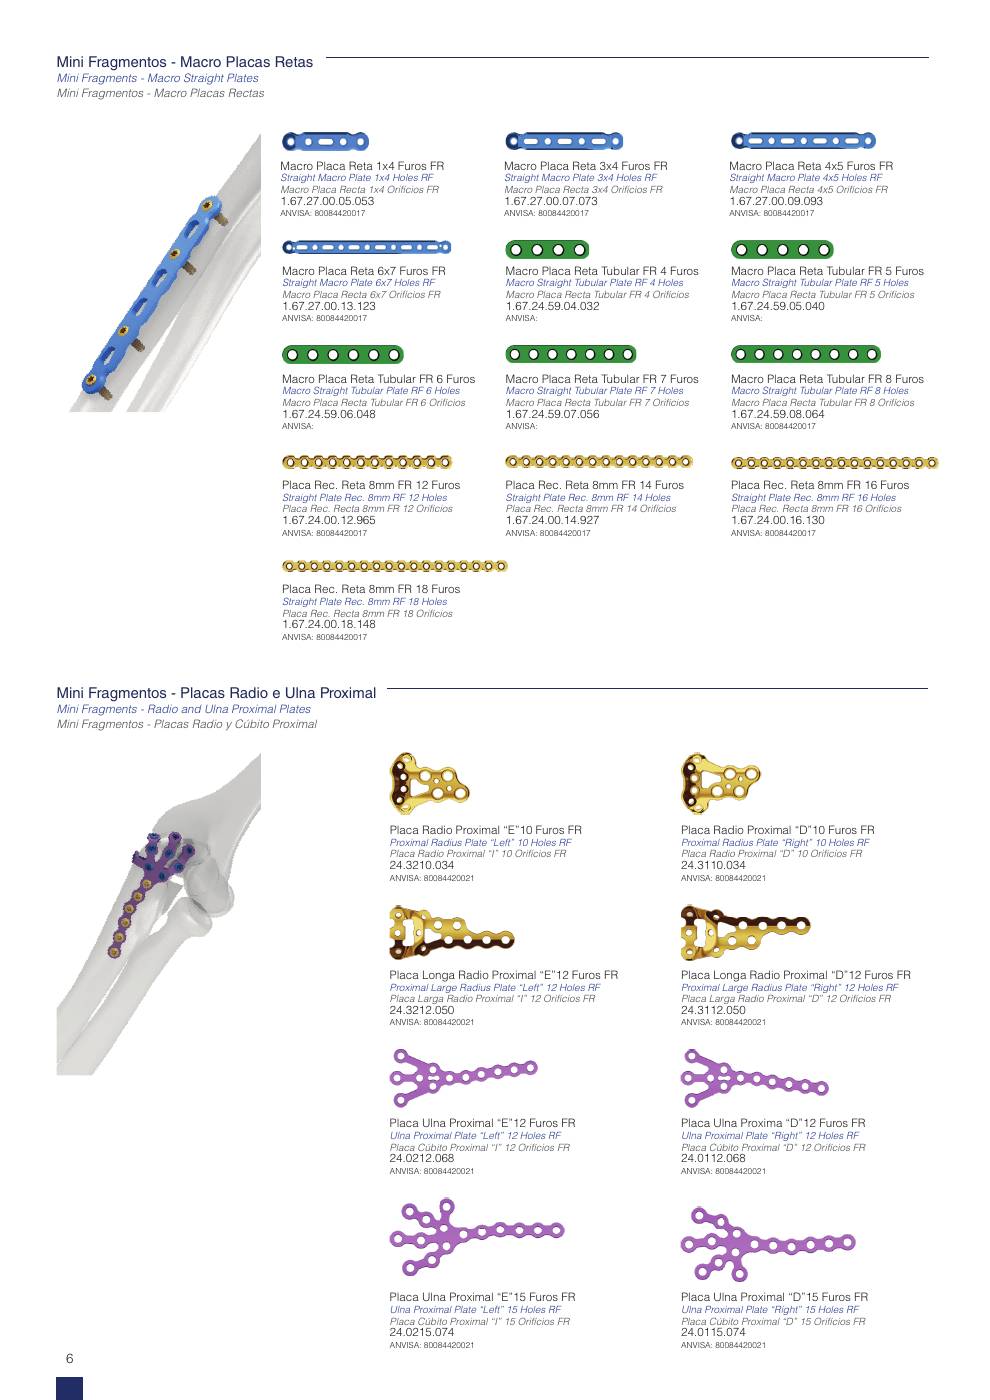 Mini Fragmentos - Macro Placas Retas
Mini Fragments - Macro Straight Plates
Mini Fragmentos - Macro Placas Rectas
Macro Placa Reta 1x4 Furos FR
Straight Macro Plate 1x4 Holes RF
Macro Placa Recta 1x4 Orifícios FR
1.67.27.00.05.053
ANVISA: 80084420017
Macro Placa Reta 3x4 Furos FR
Straight Macro Plate 3x4 Holes RF
Macro Placa Recta 3x4 Orifícios FR
1.67.27.00.07.073
ANVISA: 80084420017
Macro Placa Reta 4x5 Furos FR
Straight Macro Plate 4x5 Holes RF
Macro Placa Recta 4x5 Orifícios FR
1.67.27.00.09.093
ANVISA: 80084420017
Macro Placa Reta 6x7 Furos FR
Straight Macro Plate 6x7 Holes RF
Macro Placa Recta 6x7 Orifícios FR
1.67.27.00.13.123
ANVISA: 80084420017
Macro Placa Reta Tubular FR 4 Furos
Macro Straight Tubular Plate RF 4 Holes
Macro Placa Recta Tubular FR 4 Orifícios
1.67.24.59.04.032
ANVISA:
Macro Placa Reta Tubular FR 5 Furos
Macro Straight Tubular Plate RF 5 Holes
Macro Placa Recta Tubular FR 5 Orifícios
1.67.24.59.05.040
ANVISA:
Macro Placa Reta Tubular FR 6 Furos
Macro Straight Tubular Plate RF 6 Holes
Macro Placa Recta Tubular FR 6 Orifícios
1.67.24.59.06.048
ANVISA:
Macro Placa Reta Tubular FR 7 Furos
Macro Straight Tubular Plate RF 7 Holes
Macro Placa Recta Tubular FR 7 Orifícios
1.67.24.59.07.056
ANVISA:
Macro Placa Reta Tubular FR 8 Furos
Macro Straight Tubular Plate RF 8 Holes
Macro Placa Recta Tubular FR 8 Orifícios
1.67.24.59.08.064
ANVISA: 80084420017
Placa Rec. Reta 8mm FR 12 Furos
Straight Plate Rec. 8mm RF 12 Holes
Placa Rec. Recta 8mm FR 12 Orifícios
1.67.24.00.12.965
ANVISA: 80084420017
Placa Rec. Reta 8mm FR 14 Furos
Straight Plate Rec. 8mm RF 14 Holes
Placa Rec. Recta 8mm FR 14 Orifícios
1.67.24.00.14.927
ANVISA: 80084420017
Placa Rec. Reta 8mm FR 16 Furos
Straight Plate Rec. 8mm RF 16 Holes
Placa Rec. Recta 8mm FR 16 Orifícios
1.67.24.00.16.130
ANVISA: 80084420017
Placa Rec. Reta 8mm FR 18 Furos
Straight Plate Rec. 8mm RF 18 Holes
Placa Rec. Recta 8mm FR 18 Orifícios
1.67.24.00.18.148
ANVISA: 80084420017
Mini Fragmentos - Placas Radio e Ulna Proximal
Mini Fragments - Radio and Ulna Proximal Plates
Mini Fragmentos - Placas Radio y Cúbito Proximal
Placa Radio Proximal “E”10 Furos FR
Proximal Radius Plate “Left” 10 Holes RF
Placa Radio Proximal “I” 10 Orifícios FR
24.3210.034
ANVISA: 80084420021
Placa Radio Proximal “D”10 Furos FR
Proximal Radius Plate “Right” 10 Holes RF
Placa Radio Proximal “D” 10 Orifícios FR
24.3110.034
ANVISA: 80084420021
Placa Longa Radio Proximal “E”12 Furos FR
Proximal Large Radius Plate “Left” 12 Holes RF
Placa Larga Radio Proximal “I” 12 Orifícios FR
24.3212.050
ANVISA: 80084420021
Placa Longa Radio Proximal “D”12 Furos FR
Proximal Large Radius Plate “Right” 12 Holes RF
Placa Larga Radio Proximal “D” 12 Orifícios FR
24.3112.050
ANVISA: 80084420021
Placa Ulna Proximal “E”12 Furos FR
Ulna Proximal Plate “Left” 12 Holes RF
Placa Cúbito Proximal “I” 12 Orifícios FR
24.0212.068
ANVISA: 80084420021
Placa Ulna Proxima “D”12 Furos FR
Ulna Proximal Plate “Right” 12 Holes RF
Placa Cúbito Proximal “D” 12 Orifícios FR
24.0112.068
ANVISA: 80084420021
Placa Ulna Proximal “E”15 Furos FR
Ulna Proximal Plate “Left” 15 Holes RF
Placa Cúbito Proximal “I” 15 Orifícios FR
24.0215.074
ANVISA: 80084420021
Placa Ulna Proximal “D”15 Furos FR
Ulna Proximal Plate “Right” 15 Holes RF
Placa Cúbito Proximal “D” 15 Orifícios FR
24.0115.074
ANVISA: 80084420021
6